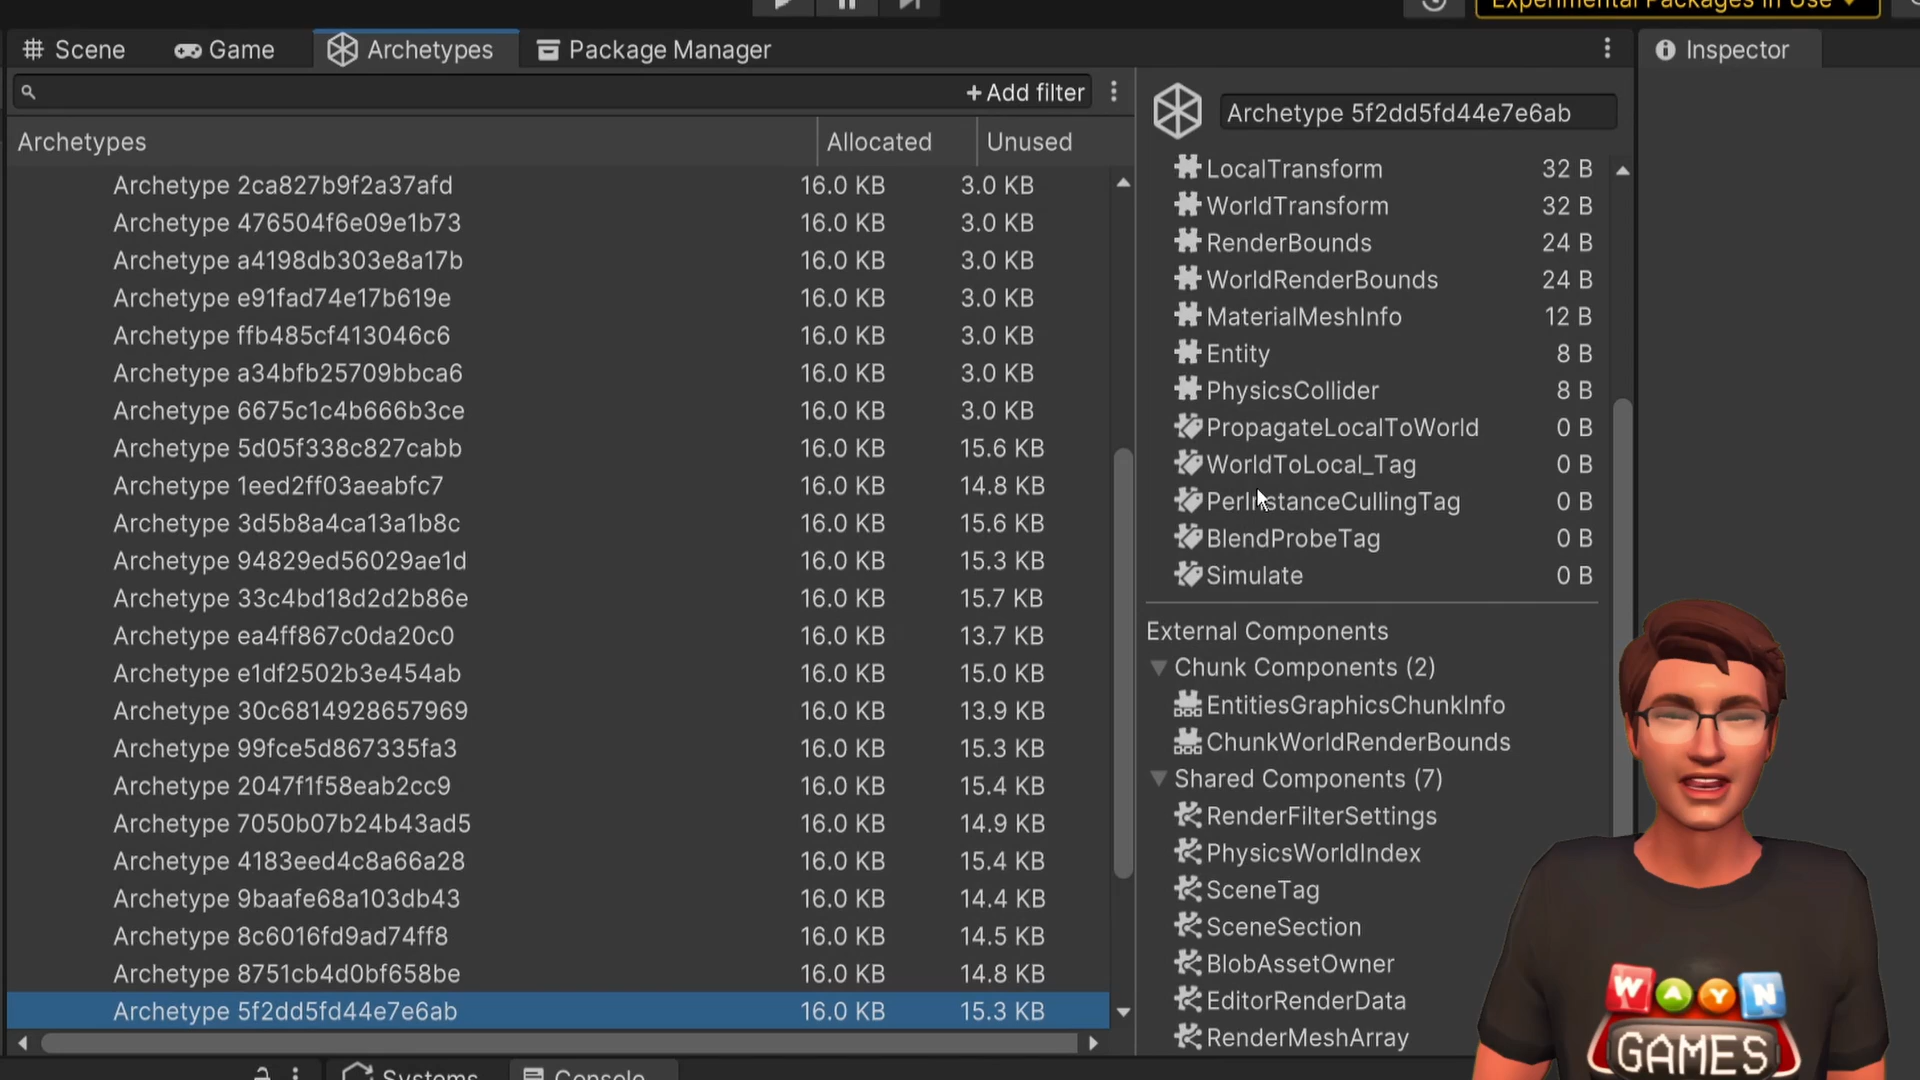 Experimental Packages In Use
Scene
Game
Archetypes
Package Manager
Inspector
+ Add filter
Archetype 5f2dd5fd44e7e6ab
Archetypes Allocated Unused
Archetype 2ca827b9f2a37afd 16.0 KB 3.0 KB
Archetype 476504f6e09e1b73 16.0 KB 3.0 KB
Archetype a4198db303e8a17b 16.0 KB 3.0 KB
Archetype e91fad74e17b619e 16.0 KB 3.0 KB
Archetype ffb485cf413046c6 16.0 KB 3.0 KB
Archetype a34bfb25709bbca6 16.0 KB 3.0 KB
Archetype 6675c1c4b666b3ce 16.0 KB 3.0 KB
Archetype 5d05f338c827cabb 16.0 KB 15.6 KB
Archetype 1eed2ff03aeabfc7 16.0 KB 14.8 KB
Archetype 3d5b8a4ca13a1b8c 16.0 KB 15.6 KB
Archetype 94829ed56029ae1d 16.0 KB 15.3 KB
Archetype 33c4bd18d2d2b86e 16.0 KB 15.7 KB
Archetype ea4ff867c0da20c0 16.0 KB 13.7 KB
Archetype e1df2502b3e454ab 16.0 KB 15.0 KB
Archetype 30c6814928657969 16.0 KB 13.9 KB
Archetype 99fce5d867335fa3 16.0 KB 15.3 KB
Archetype 2047f1f58eab2cc9 16.0 KB 15.4 KB
Archetype 7050b07b24b43ad5 16.0 KB 14.9 KB
Archetype 4183eed4c8a66a28 16.0 KB 15.4 KB
Archetype 9baafe68a103db43 16.0 KB 14.4 KB
Archetype 8c6016fd9ad74ff8 16.0 KB 14.5 KB
Archetype 8751cb4d0bf658be 16.0 KB 14.8 KB
Archetype 5f2dd5fd44e7e6ab 16.0 KB 15.3 KB
LocalTransform 32 B
WorldTransform 32 B
RenderBounds 24 B
WorldRenderBounds 24 B
MaterialMeshInfo 12 B
Entity 8 B
PhysicsCollider 8 B
PropagateLocalToWorld 0 B
WorldToLocal_Tag 0 B
PerInstanceCullingTag 0 B
BlendProbeTag 0 B
Simulate 0 B
External Components
Chunk Components (2)
EntitiesGraphicsChunkInfo
ChunkWorldRenderBounds
Shared Components (7)
RenderFilterSettings
PhysicsWorldIndex
SceneTag
SceneSection
BlobAssetOwner
EditorRenderData
RenderMeshArray
Systems
Console
WAYN
GAMES